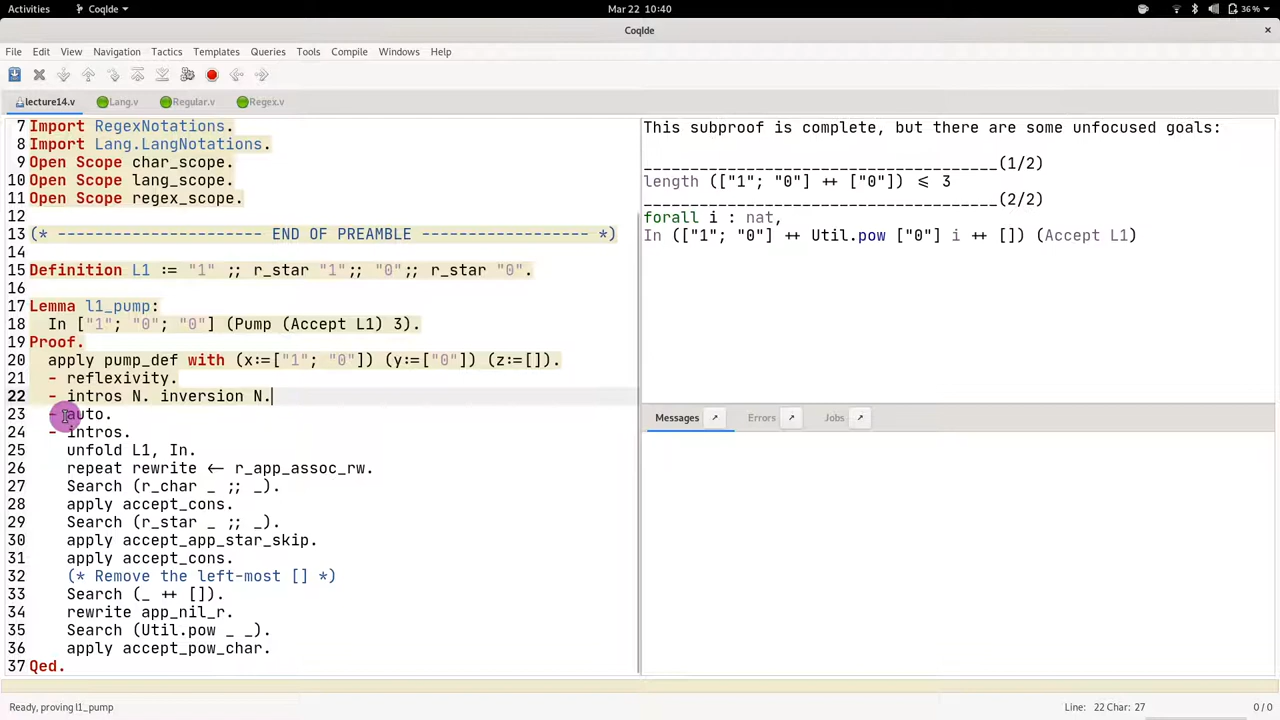 Activities CoqIde Mar 22 10:40 36%
CoqIde
File Edit View Navigation Tactics Templates Queries Tools Compile Windows Help
lecture14.v Lang.v Regular.v Regex.v
7 Import RegexNotations.
8 Import Lang.LangNotations.
9 Open Scope char_scope.
10 Open Scope lang_scope.
11 Open Scope regex_scope.
12
13 (* ---------------------- END OF PREAMBLE ----------------- *)
14
15 Definition L1 := "1" ;; r_star "1";; "0";; r_star "0".
16
17 Lemma l1_pump:
18 In ["1"; "0"; "0"] (Pump (Accept L1) 3).
19 Proof.
20 apply pump_def with (x:=["1"; "0"]) (y:=["0"]) (z:=[]).
21 - reflexivity.
22 - intros N. inversion N.
23 - auto.
24 - intros.
25 unfold L1, In.
26 repeat rewrite ← r_app_assoc_rw.
27 Search (r_char _ ;; _).
28 apply accept_cons.
29 Search (r_star _ ;; _).
30 apply accept_app_star_skip.
31 apply accept_cons.
32 (* Remove the left-most [] *)
33 Search (_ ++ []).
34 rewrite app_nil_r.
35 Search (Util.pow _ _).
36 apply accept_pow_char.
37 Qed.
This subproof is complete, but there are some unfocused goals:
______________________________________(1/2)
length (["1"; "0"] ++ ["0"]) ⩽ 3
______________________________________(2/2)
forall i : nat,
In (["1"; "0"] ++ Util.pow ["0"] i ++ []) (Accept L1)
Messages Errors Jobs
Ready, proving l1_pump Line: 22 Char: 27 0 / 0